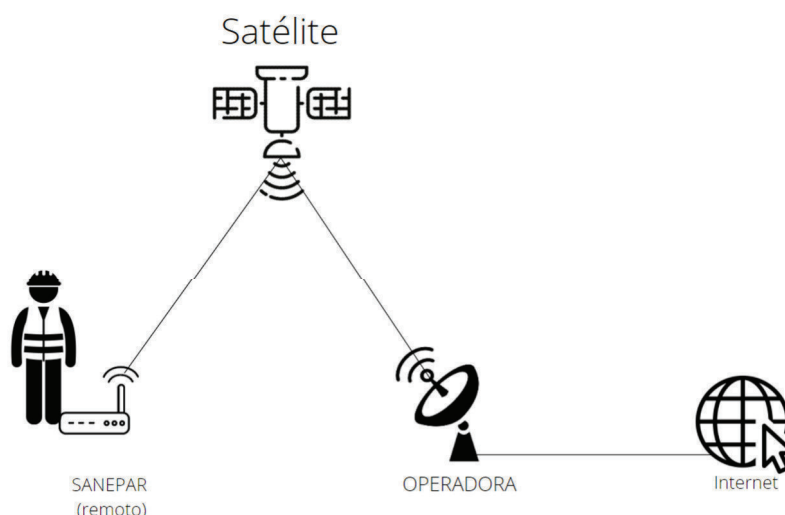 Satélite
SANEPAR
(remoto)
OPERADORA
Internet